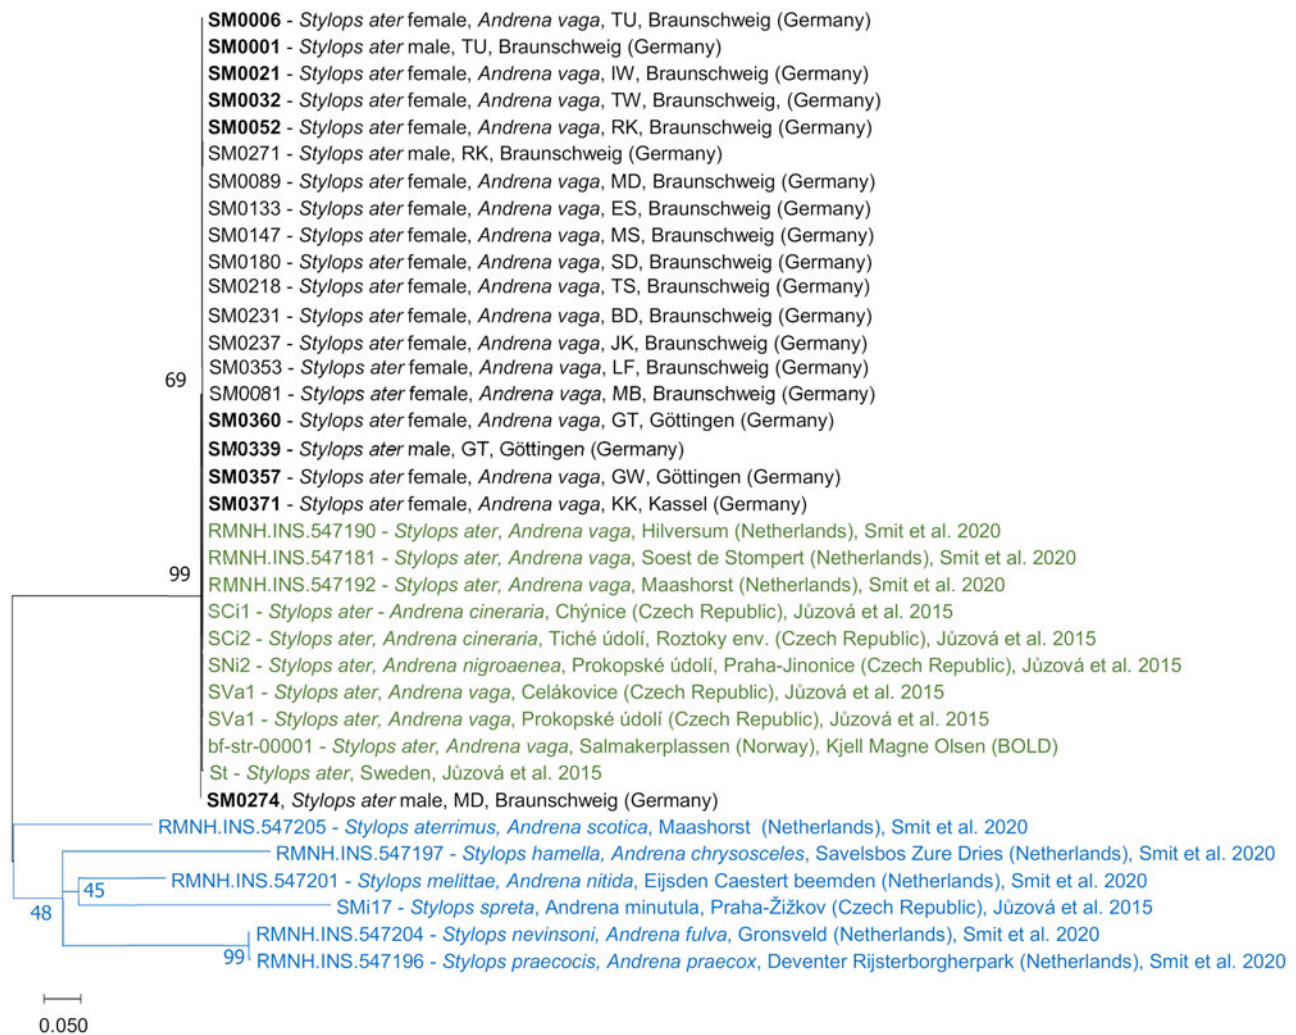 SM0006 - Stylops ater female, Andrena vaga, TU, Braunschweig (Germany)
SM0001 - Stylops ater male, TU, Braunschweig (Germany)
SM0021 - Stylops ater female, Andrena vaga, IW, Braunschweig (Germany)
SM0032 - Stylops ater female, Andrena vaga, TW, Braunschweig, (Germany)
SM0052 - Stylops ater female, Andrena vaga, RK, Braunschweig (Germany)
SM0271 - Stylops ater male, RK, Braunschweig (Germany)
SM0089 - Stylops ater female, Andrena vaga, MD, Braunschweig (Germany)
SM0133 - Stylops ater female, Andrena vaga, ES, Braunschweig (Germany)
SM0147 - Stylops ater female, Andrena vaga, MS, Braunschweig (Germany)
SM0180 - Stylops ater female, Andrena vaga, SD, Braunschweig (Germany)
SM0218 - Stylops ater female, Andrena vaga, TS, Braunschweig (Germany)
SM0231 - Stylops ater female, Andrena vaga, BD, Braunschweig (Germany)
SM0237 - Stylops ater female, Andrena vaga, JK, Braunschweig (Germany)
SM0353 - Stylops ater female, Andrena vaga, LF, Braunschweig (Germany)
69
SM0081 - Stylops ater female, Andrena vaga, MB, Braunschweig (Germany)
SM0360 - Stylops ater female, Andrena vaga, GT, Göttingen (Germany)
SM0339 - Stylops ater male, GT, Göttingen (Germany)
SM0357 - Stylops ater female, Andrena vaga, GW, Göttingen (Germany)
SM0371 - Stylops ater female, Andrena vaga, KK, Kassel (Germany)
RMNH.INS.547190 - Stylops ater, Andrena vaga, Hilversum (Netherlands), Smit et al. 2020
RMNH.INS.547181 - Stylops ater, Andrena vaga, Soest de Stompert (Netherlands), Smit et al. 2020
99
RMNH.INS.547192 - Stylops ater, Andrena vaga, Maashorst (Netherlands), Smit et al. 2020
SCi1 - Stylops ater - Andrena cineraria, Chýnice (Czech Republic), Jůzová et al. 2015
SCi2 - Stylops ater, Andrena cineraria, Tiché údolí, Roztoky env. (Czech Republic), Jůzová et al. 2015
SNi2 - Stylops ater, Andrena nigroaenea, Prokopské údolí, Praha-Jinonice (Czech Republic), Jůzová et al. 2015
SVa1 - Stylops ater, Andrena vaga, Celákovice (Czech Republic), Jůzová et al. 2015
SVa1 - Stylops ater, Andrena vaga, Prokopské údolí (Czech Republic), Jůzová et al. 2015
bf-str-00001 - Stylops ater, Andrena vaga, Salmakerplassen (Norway), Kjell Magne Olsen (BOLD)
St - Stylops ater, Sweden, Jůzová et al. 2015
SM0274, Stylops ater male, MD, Braunschweig (Germany)
RMNH.INS.547205 - Stylops aterrimus, Andrena scotica, Maashorst (Netherlands), Smit et al. 2020
RMNH.INS.547197 - Stylops hamella, Andrena chrysosceles, Savelsbos Zure Dries (Netherlands), Smit et al. 2020
RMNH.INS.547201 - Stylops melittae, Andrena nitida, Eijsden Caestert beemden (Netherlands), Smit et al. 2020
45
SMi17 - Stylops spreta, Andrena minutula, Praha-Žižkov (Czech Republic), Jůzová et al. 2015
48
RMNH.INS.547204 - Stylops nevinsoni, Andrena fulva, Gronsveld (Netherlands), Smit et al. 2020
99
RMNH.INS.547196 - Stylops praecocis, Andrena praecox, Deventer Rijsterborgherpark (Netherlands), Smit et al. 2020
0.050